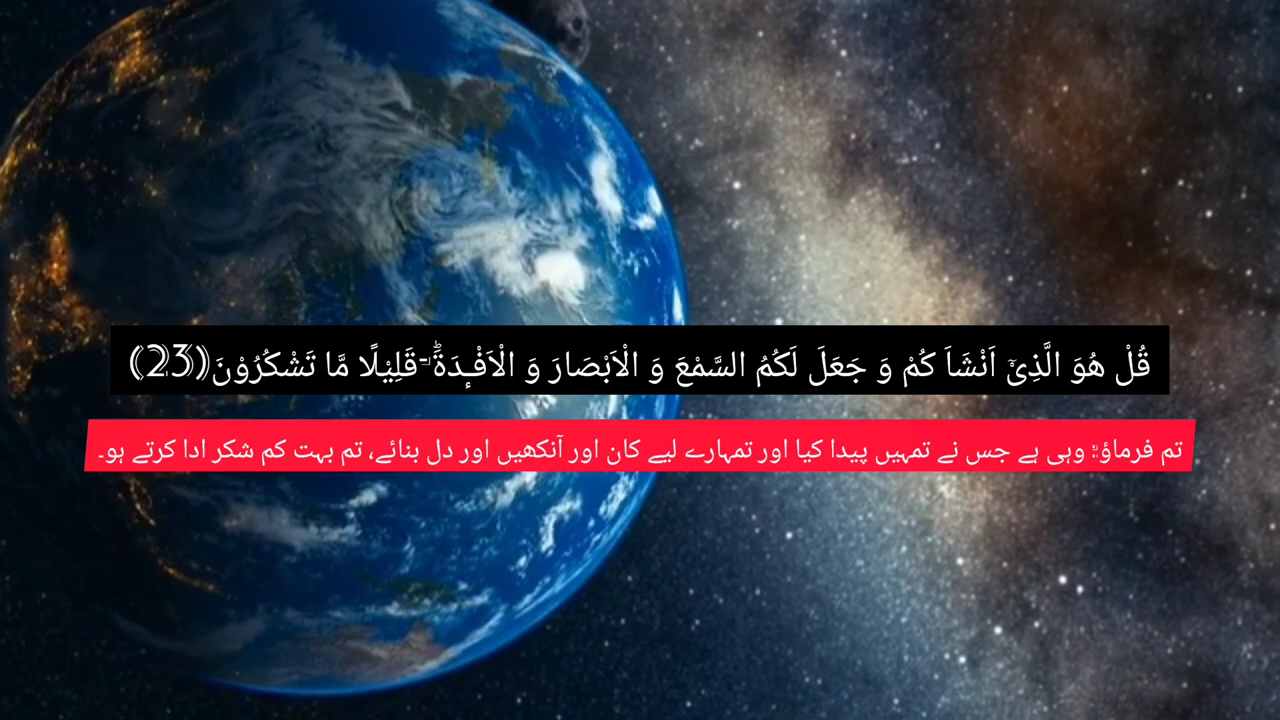 قُلْ هُوَ الَّذِیْۤ اَنْشَاَ كُمْ وَ جَعَلَ لَكُمُ السَّمْعَ وَ الْاَبْصَارَ وَ الْاَفْـٕدَةَؕ-قَلِیْلًا مَّا تَشْكُرُوْنَ(23)
تم فرماؤ: وہی ہے جس نے تمہیں پیدا کیا اور تمہارے لیے کان اور آنکھیں اور دل بنائے، تم بہت کم شکر ادا کرتے ہو۔